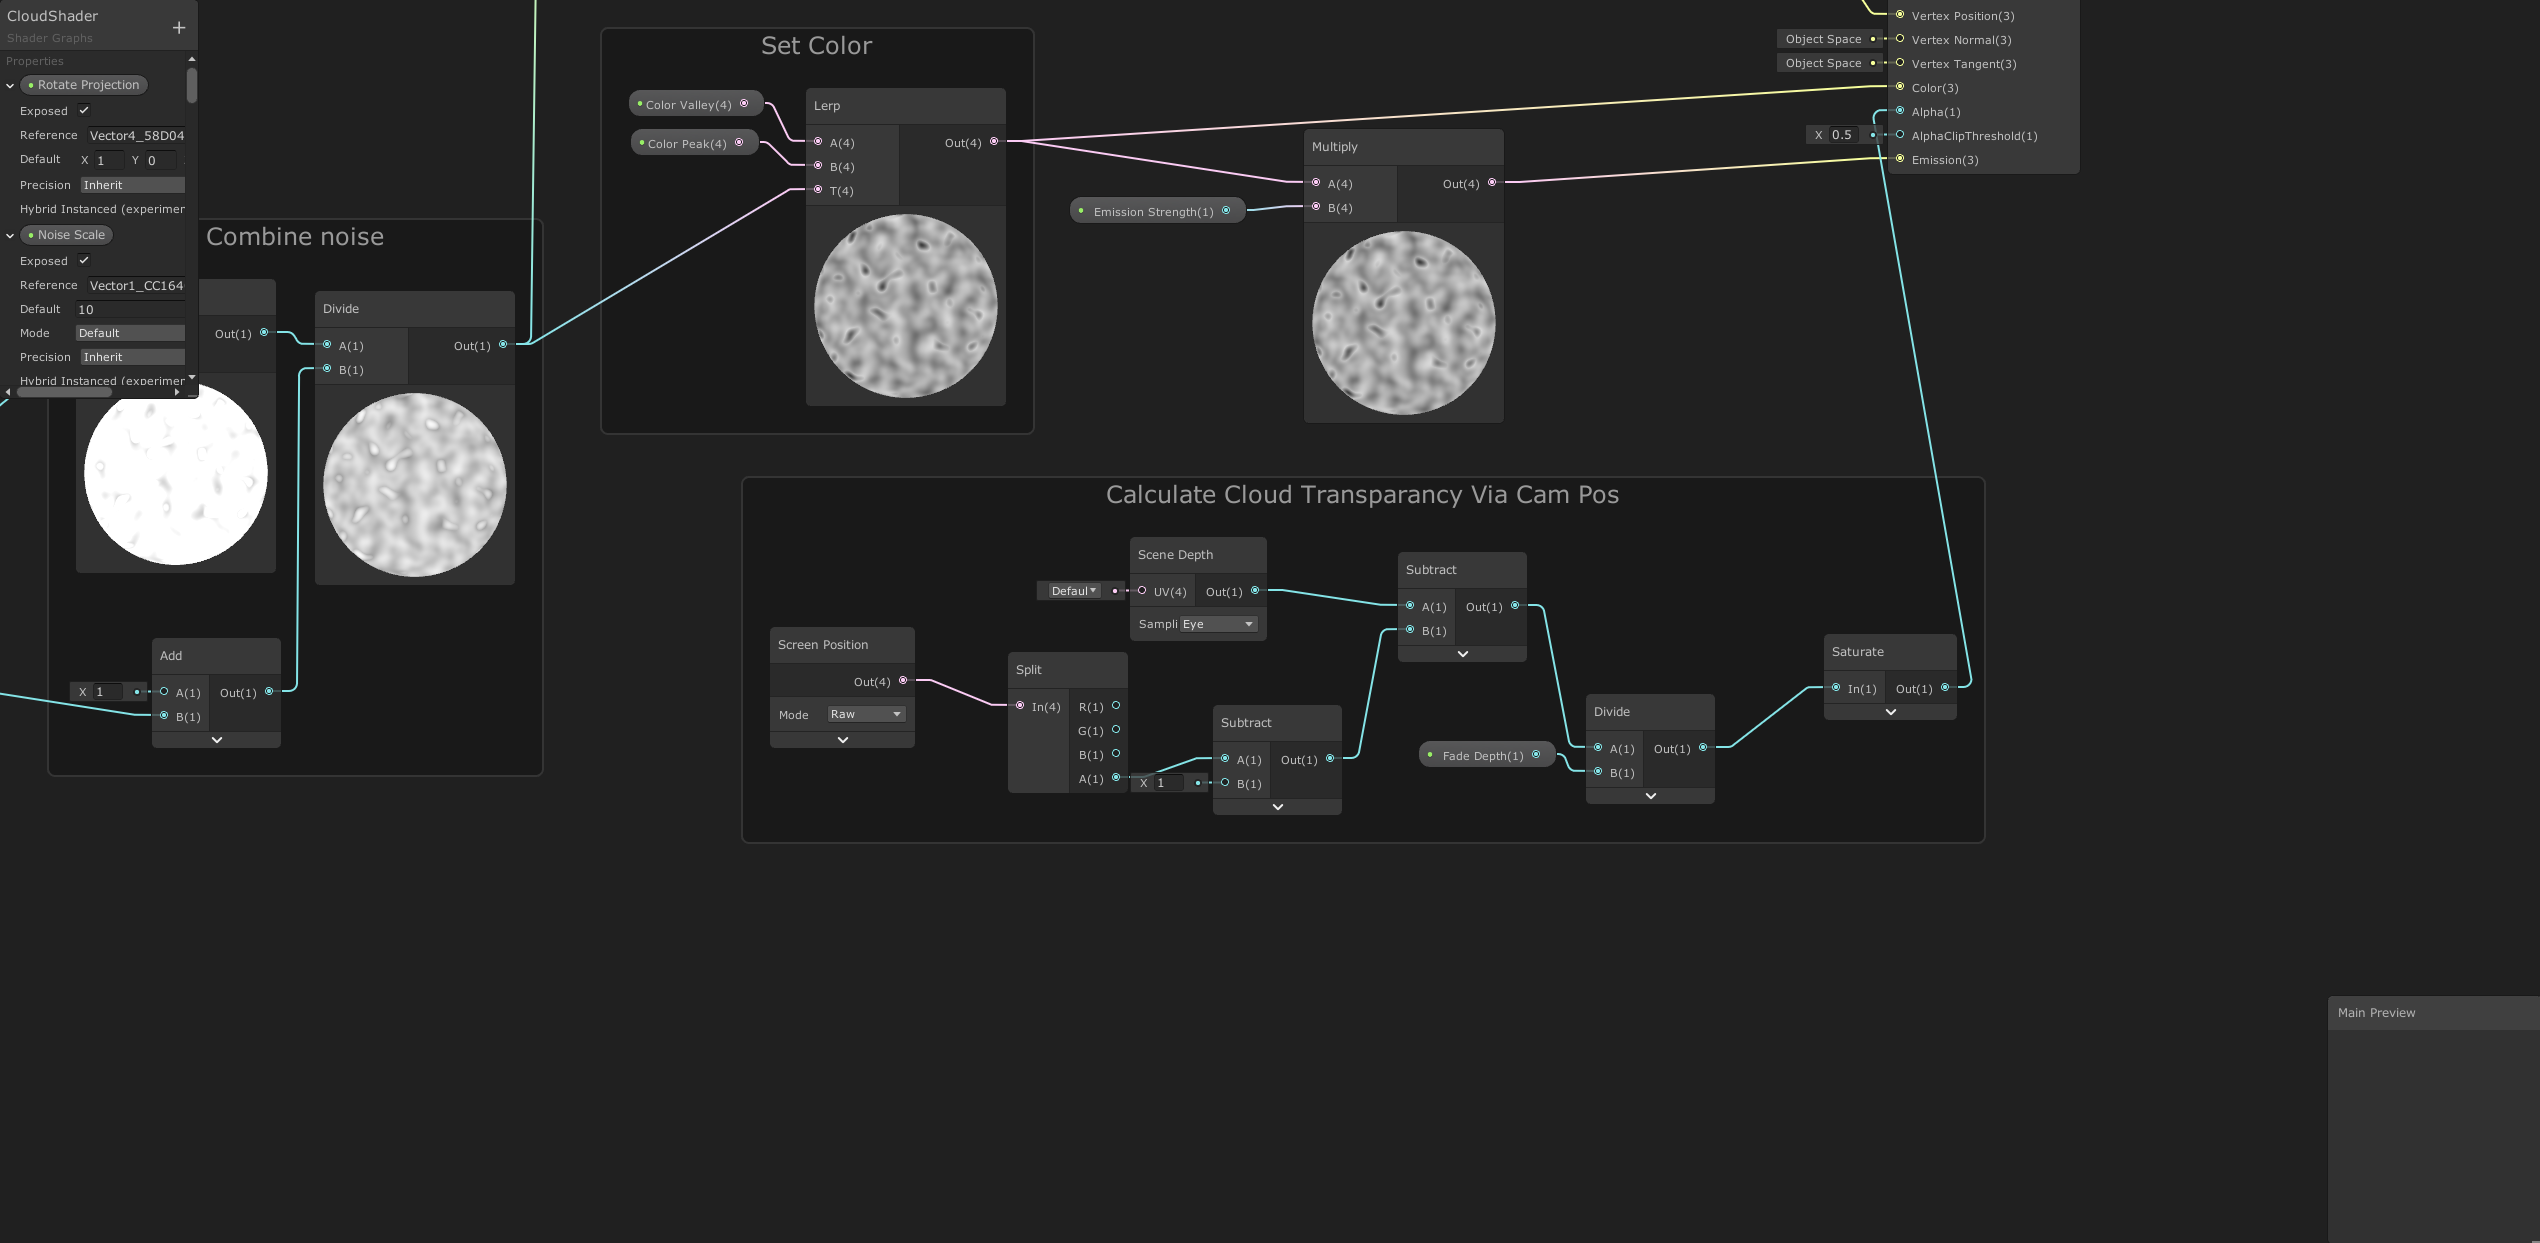 CloudShader
Shader Graphs
Properties
Rotate Projection
Exposed
Reference Vector4_58D04
Default X 1 Y 0
Precision Inherit
Hybrid Instanced (experimer
Noise Scale
Exposed
Reference Vector1_CC164
Default 10
Mode Default
Precision Inherit
Hybrid Instanced (experimer
Combine noise
Out(1)
Divide
A(1)
B(1)
Out(1)
Add
X 1
A(1)
B(1)
Out(1)
Set Color
Color Valley(4)
Color Peak(4)
Lerp
A(4)
B(4)
T(4)
Out(4)
Emission Strength(1)
Multiply
A(4)
B(4)
Out(4)
Vertex Position(3)
Object Space Vertex Normal(3)
Object Space Vertex Tangent(3)
Color(3)
Alpha(1)
X 0.5 AlphaClipThreshold(1)
Emission(3)
Calculate Cloud Transparancy Via Cam Pos
Screen Position
Out(4)
Mode Raw
Split
In(4)
R(1)
G(1)
B(1)
A(1)
Scene Depth
Defaul UV(4) Out(1)
Sampli Eye
Subtract
X 1
A(1)
B(1)
Out(1)
Subtract
A(1)
B(1)
Out(1)
Fade Depth(1)
Divide
A(1)
B(1)
Out(1)
Saturate
In(1) Out(1)
Main Preview